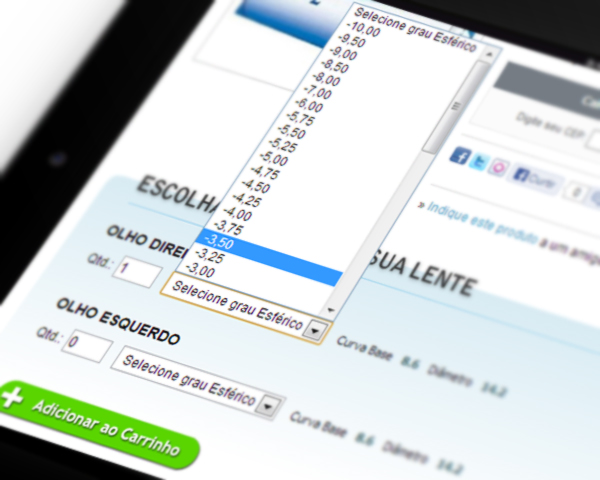 Selecione grau Esférico
-10,00
-9,50
-9,00
-8,50
-8,00
-7,00
-6,00
-5,75
-5,50
-5,25
-5,00
-4,75
-4,50
-4,25
-4,00
-3,75
-3,50
-3,25
-3,00
Digite seu CEP:
Curtir
0
» Indique este produto a um amigo
ESCOLHA
SUA LENTE
OLHO DIREI
Qtd.: 1
Selecione grau Esférico
Curva Base 8.6 Diâmetro 14.2
OLHO ESQUERDO
Qtd.: 0
Selecione grau Esférico
Curva Base 8.6 Diâmetro 14.2
Adicionar ao Carrinho